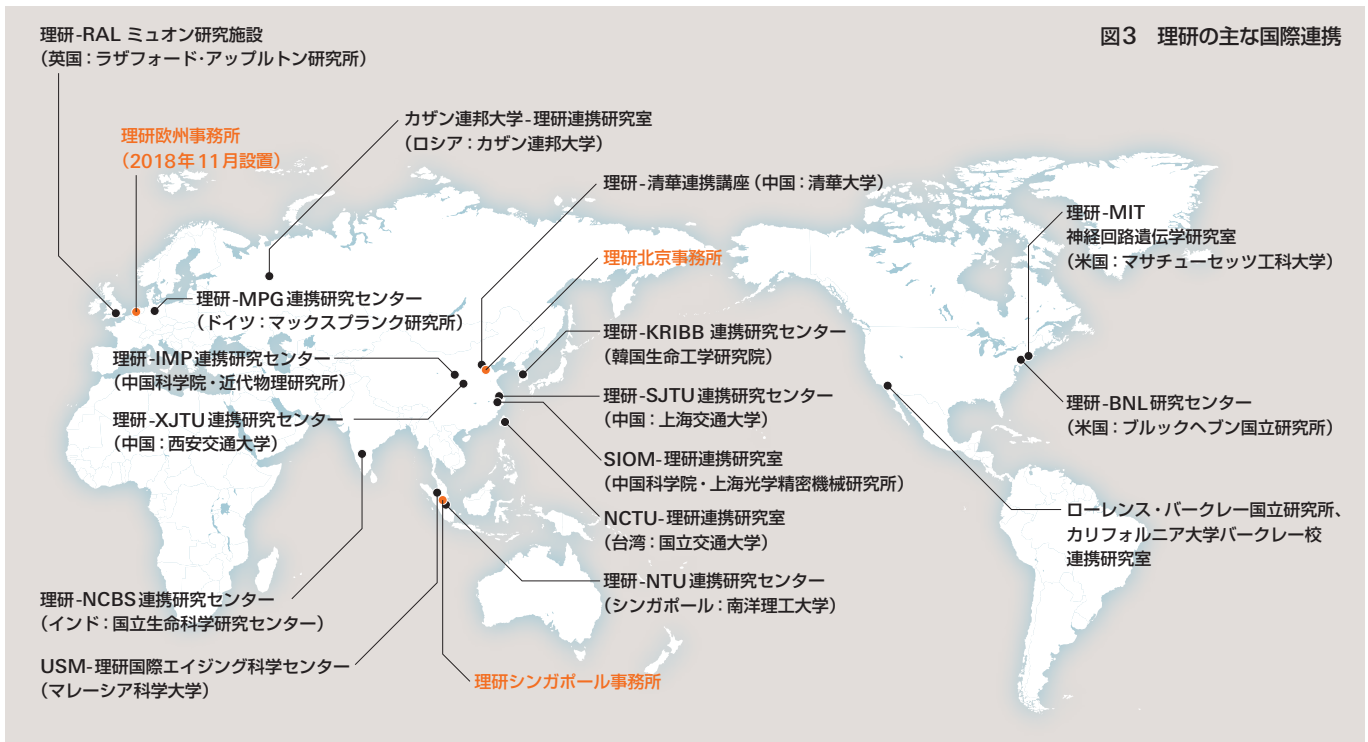 図3 理研の主な国際連携
理研-RAL ミュオン研究施設
(英国：ラザフォード・アップルトン研究所)
理研欧州事務所
(2018年11月設置)
カザン連邦大学-理研連携研究室
(ロシア：カザン連邦大学)
理研-清華連携講座(中国：清華大学)
理研北京事務所
理研-MPG連携研究センター
(ドイツ：マックスプランク研究所)
理研-IMP連携研究センター
(中国科学院・近代物理研究所)
理研-XJTU連携研究センター
(中国：西安交通大学)
理研-KRIBB 連携研究センター
(韓国生命工学研究院)
理研-SJTU連携研究センター
(中国：上海交通大学)
SIOM-理研連携研究室
(中国科学院・上海光学精密機械研究所)
NCTU-理研連携研究室
(台湾：国立交通大学)
理研-NTU連携研究センター
(シンガポール：南洋理工大学)
理研-NCBS連携研究センター
(インド：国立生命科学研究センター)
USM-理研国際エイジング科学センター
(マレーシア科学大学)
理研シンガポール事務所
理研-MIT
神経回路遺伝学研究室
(米国：マサチューセッツ工科大学)
理研-BNL研究センター
(米国：ブルックヘブン国立研究所)
ローレンス・バークレー国立研究所、
カリフォルニア大学バークレー校
連携研究室